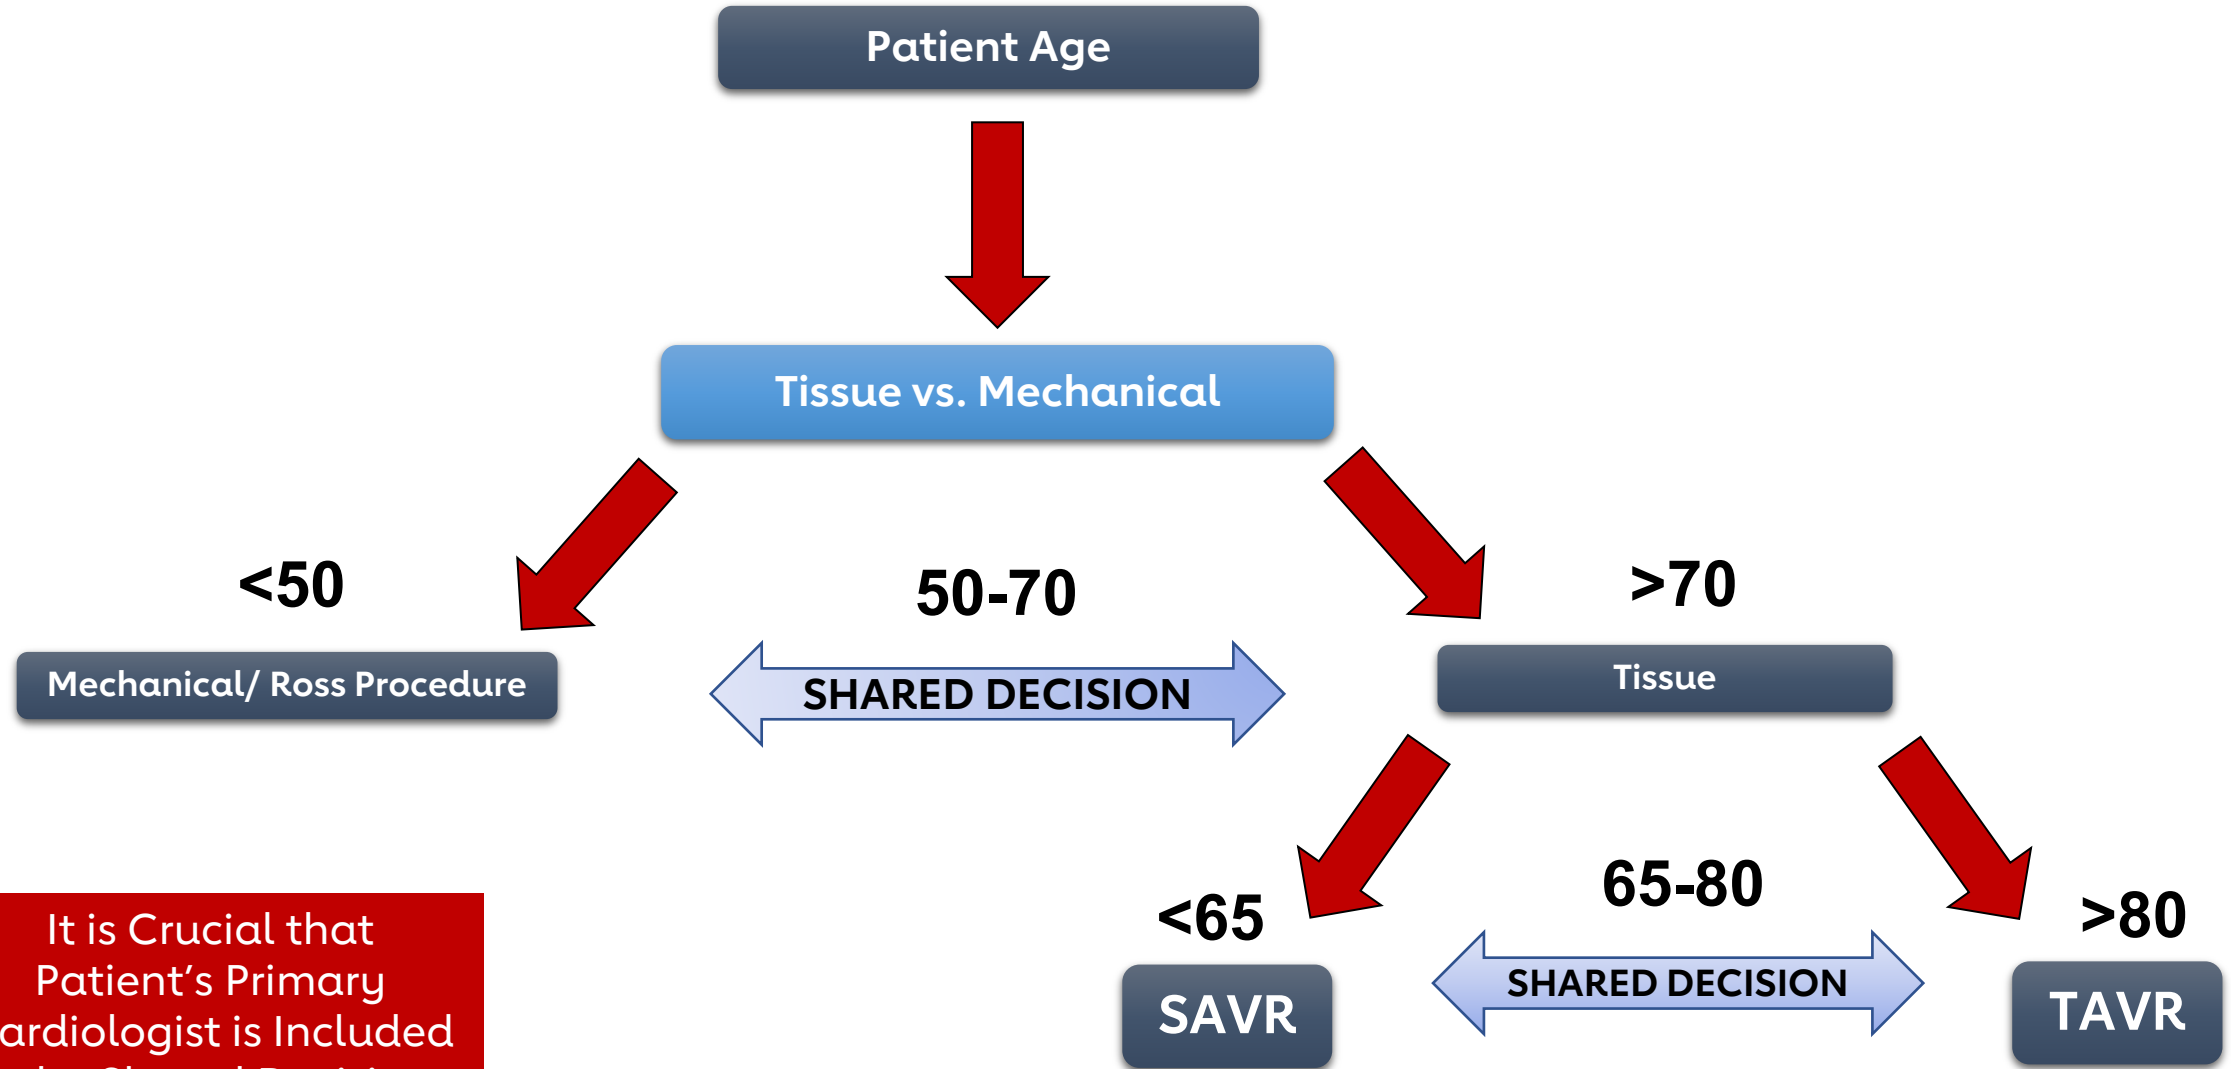 Patient Age
Tissue vs. Mechanical
<50
50-70
>70
Mechanical/ Ross Procedure
SHARED DECISION
Tissue
<65
65-80
>80
SAVR
SHARED DECISION
TAVR
It is Crucial that
Patient’s Primary
ardiologist is Included